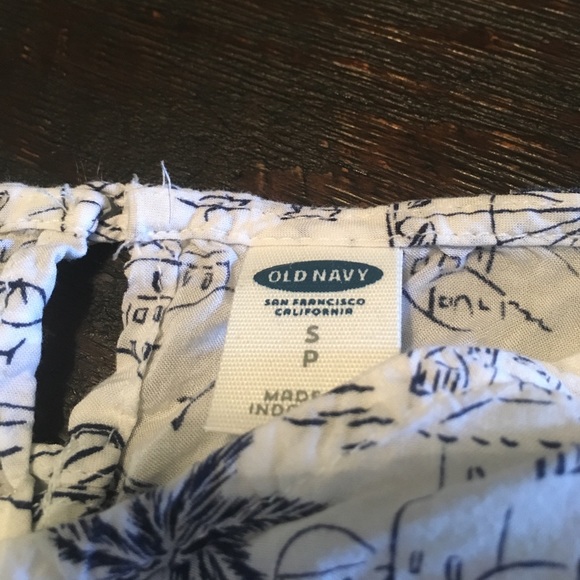 OLD NAVY
SAN FRANCISCO
CALIFORNIA
S
P
MADE